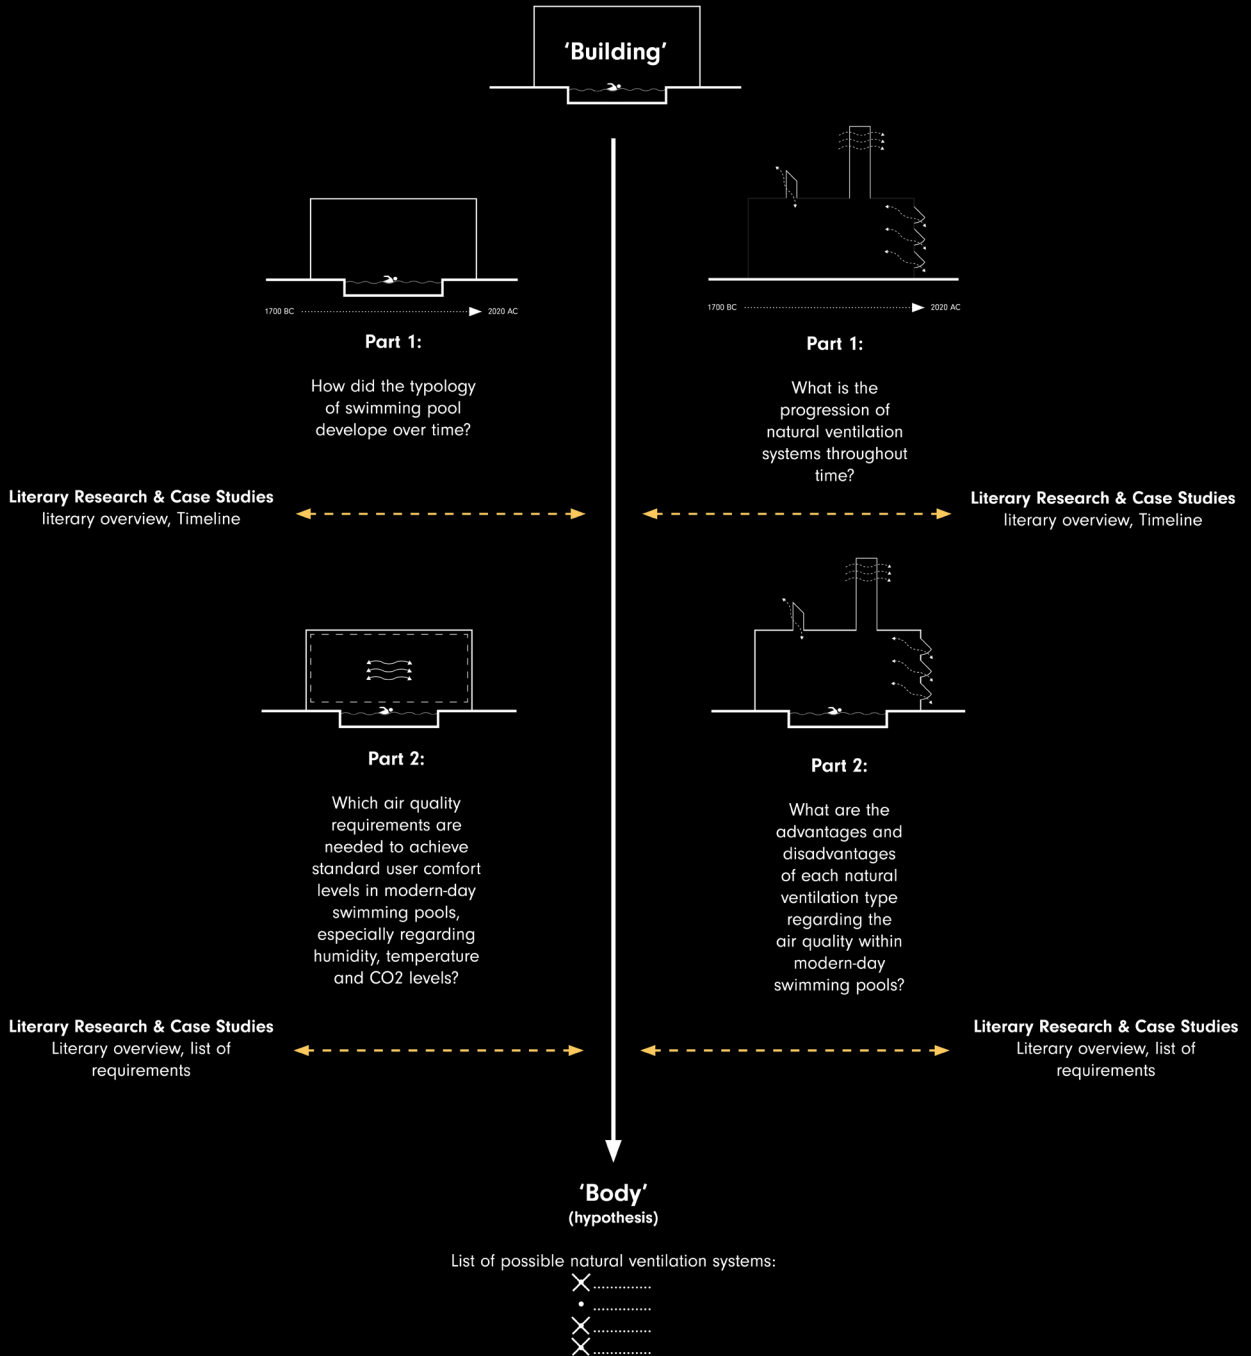 ‘Building’
1700 BC
2020 AC
Part 1:
How did the typology
of swimming pool
develope over time?
1700 BC
2020 AC
Part 1:
What is the
progression of
natural ventilation
systems throughout
time?
Literary Research & Case Studies
literary overview, Timeline
Literary Research & Case Studies
literary overview, Timeline
Part 2:
Which air quality
requirements are
needed to achieve
standard user comfort
levels in modern-day
swimming pools,
especially regarding
humidity, temperature
and CO2 levels?
Part 2:
What are the
advantages and
disadvantages
of each natural
ventilation type
regarding the
air quality within
modern-day
swimming pools?
Literary Research & Case Studies
Literary overview, list of
requirements
Literary Research & Case Studies
Literary overview, list of
requirements
‘Body’
(hypothesis)
List of possible natural ventilation systems:
• ..............
• ..............
• ..............
• ..............